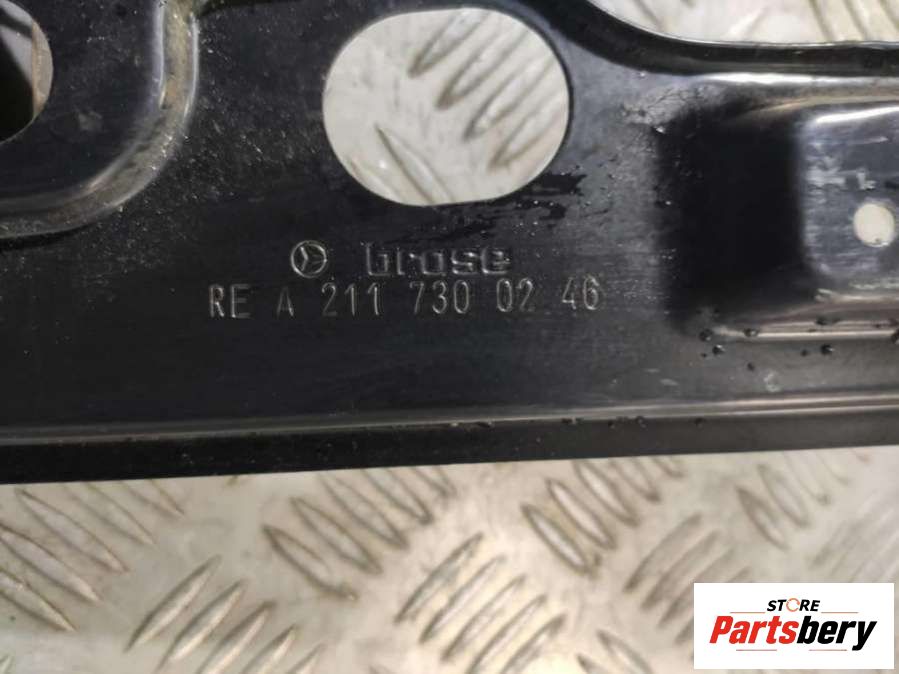 brose
RE A 211 730 02 46
STORE
Partsbery